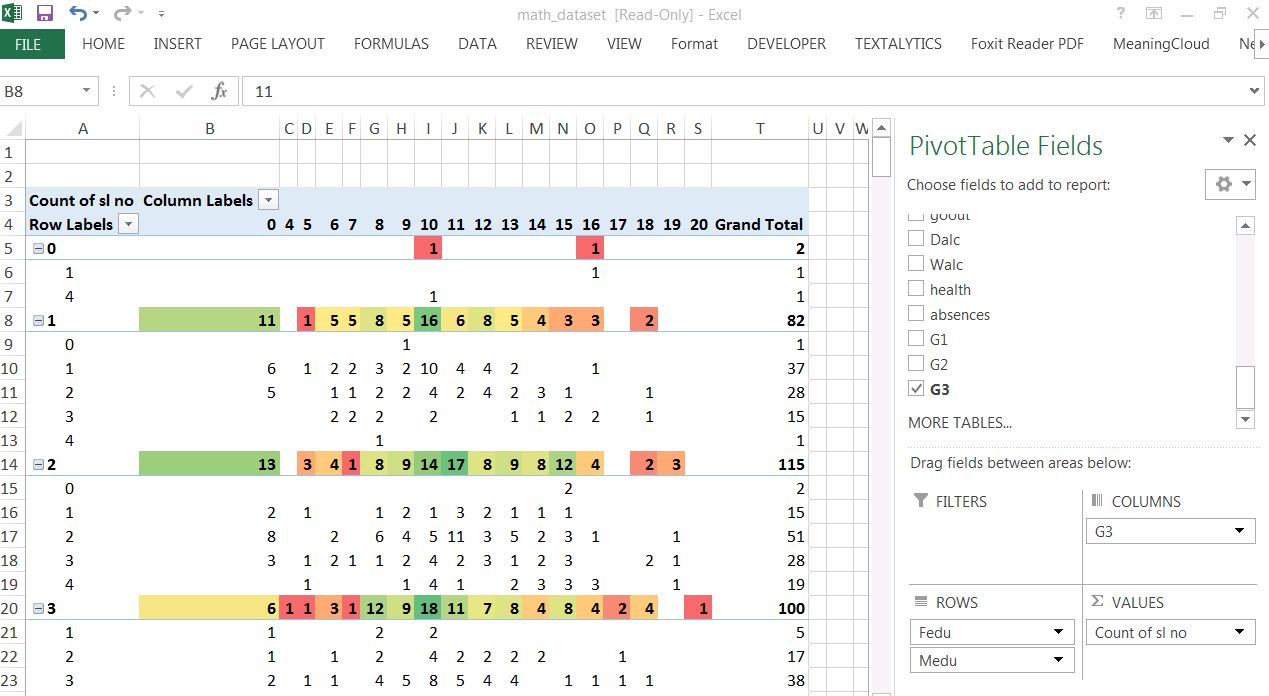 math_dataset [Read-Only] - Excel
?
FILE HOME INSERT PAGE LAYOUT FORMULAS DATA REVIEW VIEW Format DEVELOPER TEXTALYTICS Foxit Reader PDF MeaningCloud
B8 fx 11
A B C D E F G H I J K L M N O P Q R S T U V W
1
2
3 Count of sl no Column Labels
4 Row Labels 0 4 5 6 7 8 9 10 11 12 13 14 15 16 17 18 19 20 Grand Total
5 0 1 1 2
6 1 1 1
7 4 1 1
8 1 11 1 5 5 8 5 16 6 8 5 4 3 3 2 82
9 0 1 1
10 1 6 1 2 2 3 2 10 4 4 2 1 37
11 2 5 1 1 2 2 4 2 4 2 3 1 1 28
12 3 2 2 2 2 1 1 2 2 1 15
13 4 1 1
14 2 13 3 4 1 8 9 14 17 8 9 8 12 4 2 3 115
15 0 2 2
16 1 2 1 1 2 1 3 2 1 1 1 15
17 2 8 2 6 4 5 11 3 5 2 3 1 1 51
18 3 3 1 2 1 1 2 4 2 3 1 2 3 2 1 28
19 4 1 1 4 1 2 3 3 3 1 19
20 3 6 1 1 3 1 12 9 18 11 7 8 4 8 4 2 4 1 100
21 1 1 2 2 5
22 2 1 1 2 4 2 2 2 2 1 17
23 3 2 1 1 4 5 8 5 4 4 1 1 1 1 38
PivotTable Fields
Choose fields to add to report:
goout
Dalc
Walc
health
absences
G1
G2
G3
MORE TABLES...
Drag fields between areas below:
FILTERS
COLUMNS
G3
ROWS
Fedu
Medu
Σ VALUES
Count of sl no